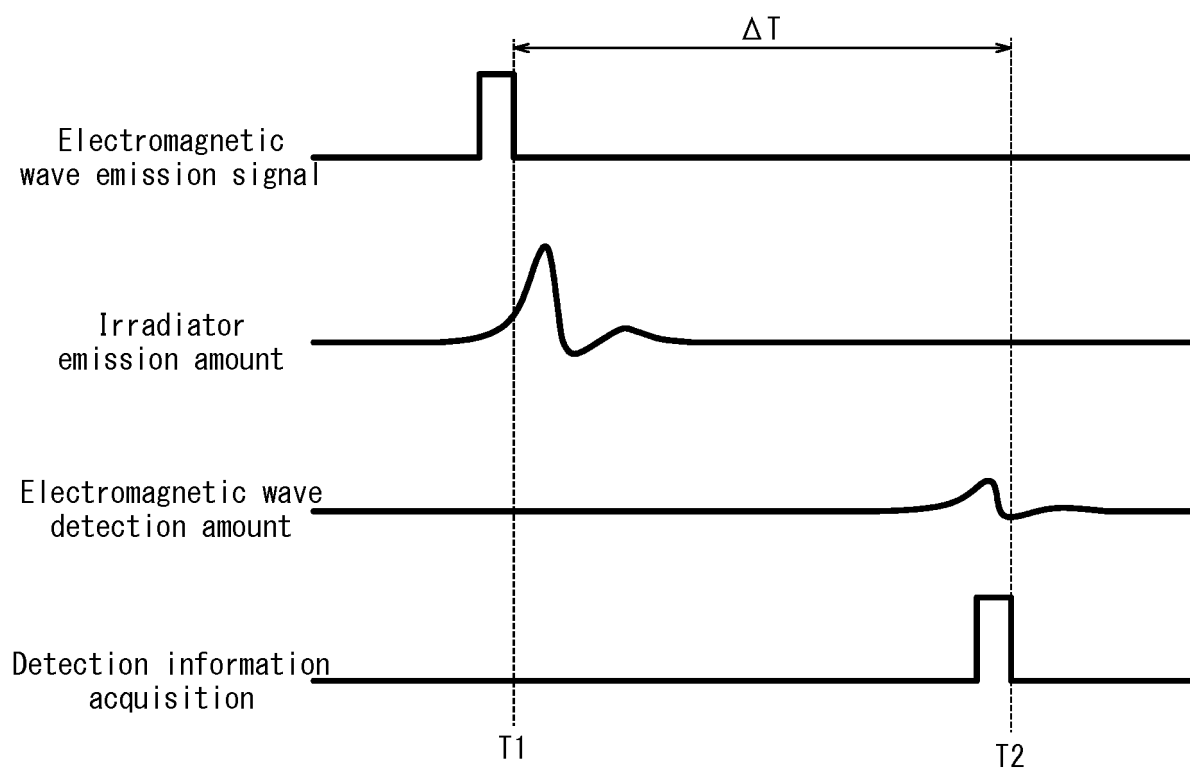 ΔT
Electromagnetic
wave emission signal
Irradiator
emission amount
Electromagnetic wave
detection amount
Detection information
acquisition
T1
T2